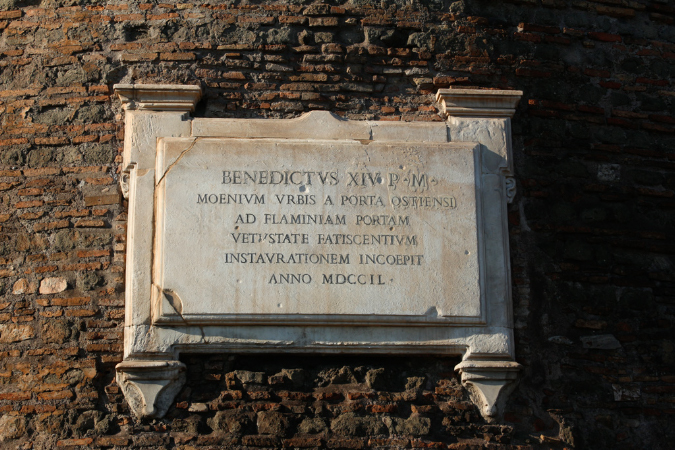 BENEDICTVS XIV P · M ·
MOENIVM VRBIS A PORTA OSTIENSI
AD FLAMINIAM PORTAM
VETVSTATE FATISCENTIVM
INSTAVRATIONEM INCOEPIT
ANNO MDCCIL ·